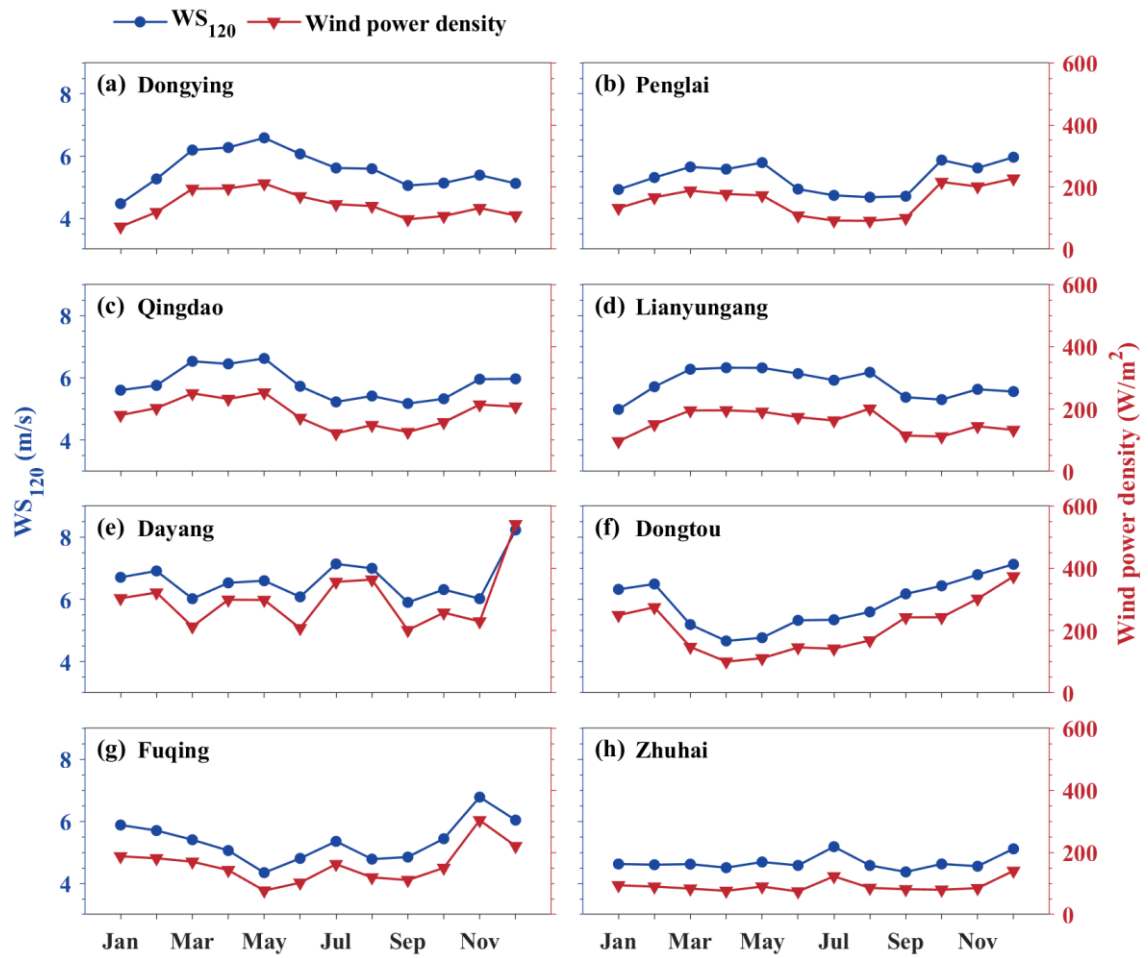 WS120 Wind power density
(a) Dongying
(b) Penglai
8
6
4
600
400
200
0
(c) Qingdao
(d) Lianyungang
8
6
4
600
400
200
0
WS120 (m/s)
Wind power density (W/m²)
(e) Dayang
(f) Dongtou
8
6
4
600
400
200
0
(g) Fuqing
(h) Zhuhai
8
6
4
600
400
200
0
Jan Mar May Jul Sep Nov
Jan Mar May Jul Sep Nov